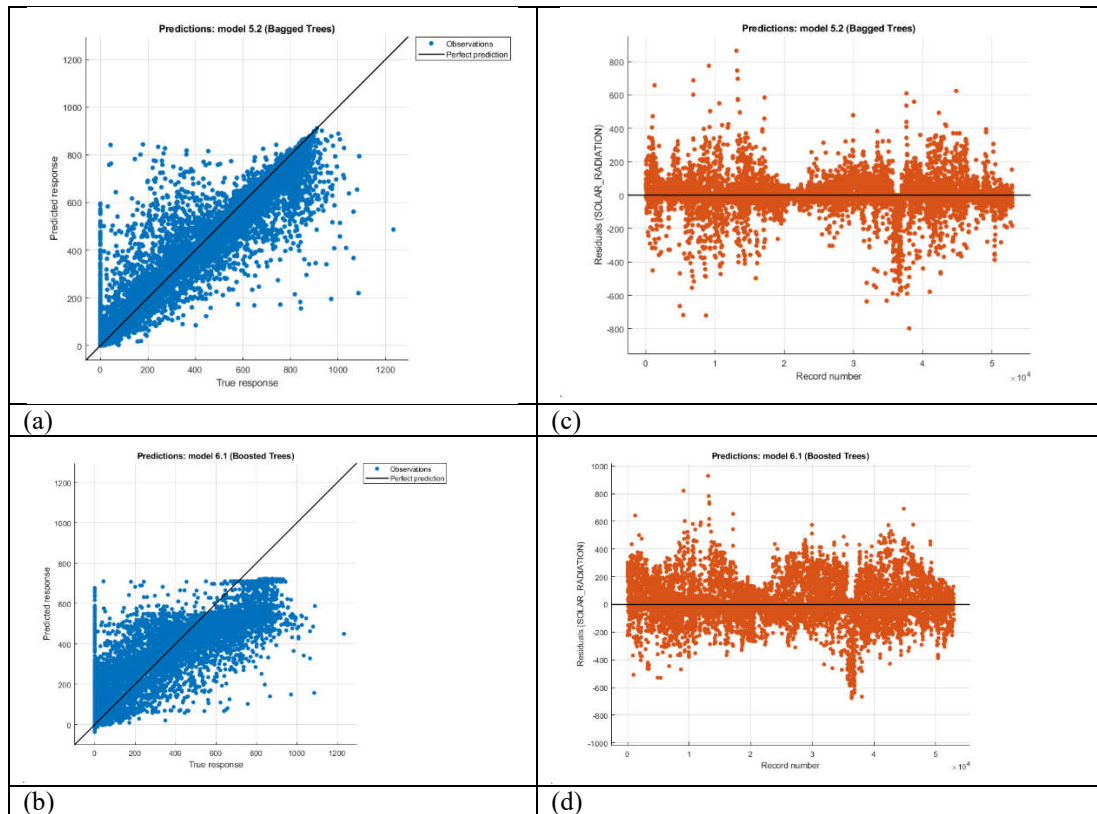 Predictions: model 5.2 (Bagged Trees)
Observations
Perfect prediction
1200
1000
800
600
400
200
0
Predicted response
0 200 400 600 800 1000 1200
True response
(a)
Predictions: model 5.2 (Bagged Trees)
800
600
400
200
0
-200
-400
-600
-800
Residuals (SOLAR_RADIATION)
0 1 2 3 4 5
× 10⁴
Record number
(c)
Predictions: model 6.1 (Boosted Trees)
Observations
Perfect prediction
1200
1000
800
600
400
200
0
Predicted response
0 200 400 600 800 1000 1200
True response
(b)
Predictions: model 6.1 (Boosted Trees)
1000
800
600
400
200
0
-200
-400
-600
-800
-1000
Residuals (SOLAR_RADIATION)
0 1 2 3 4 5
× 10⁴
Record number
(d)